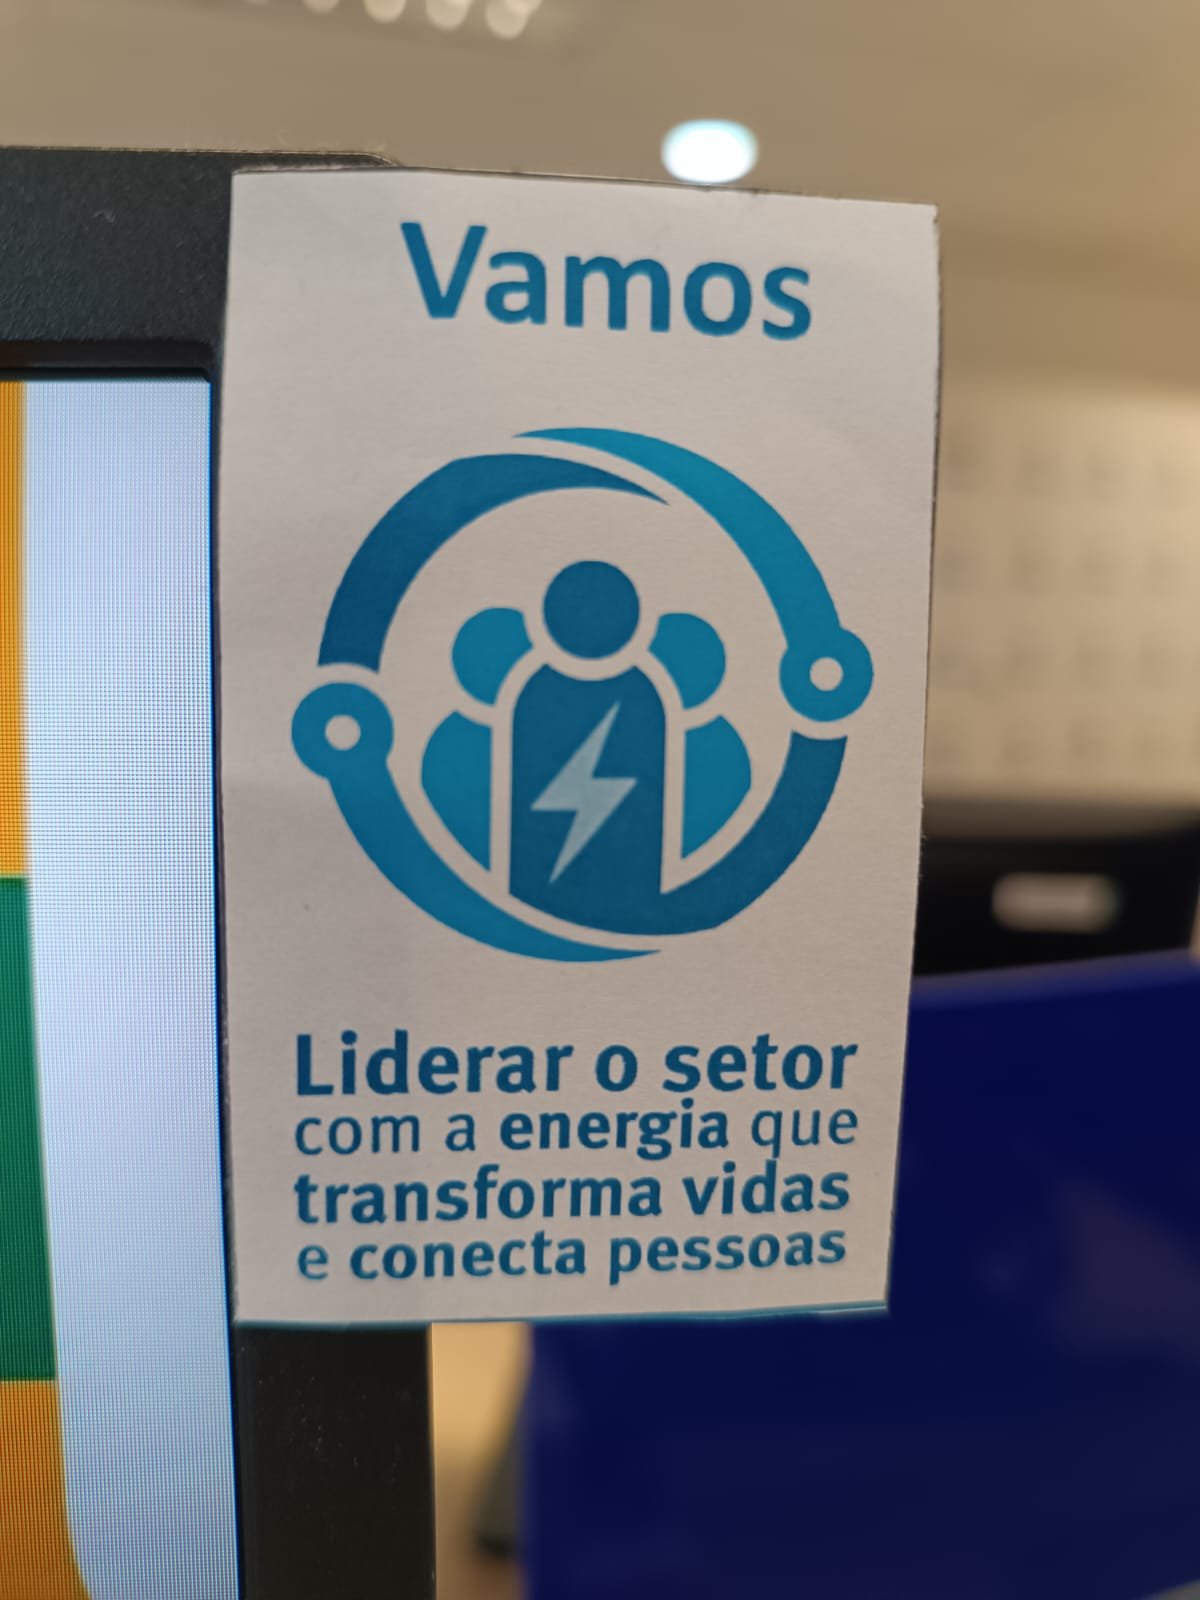 Vamos
Liderar o setor
com a energia que
transforma vidas
e conecta pessoas